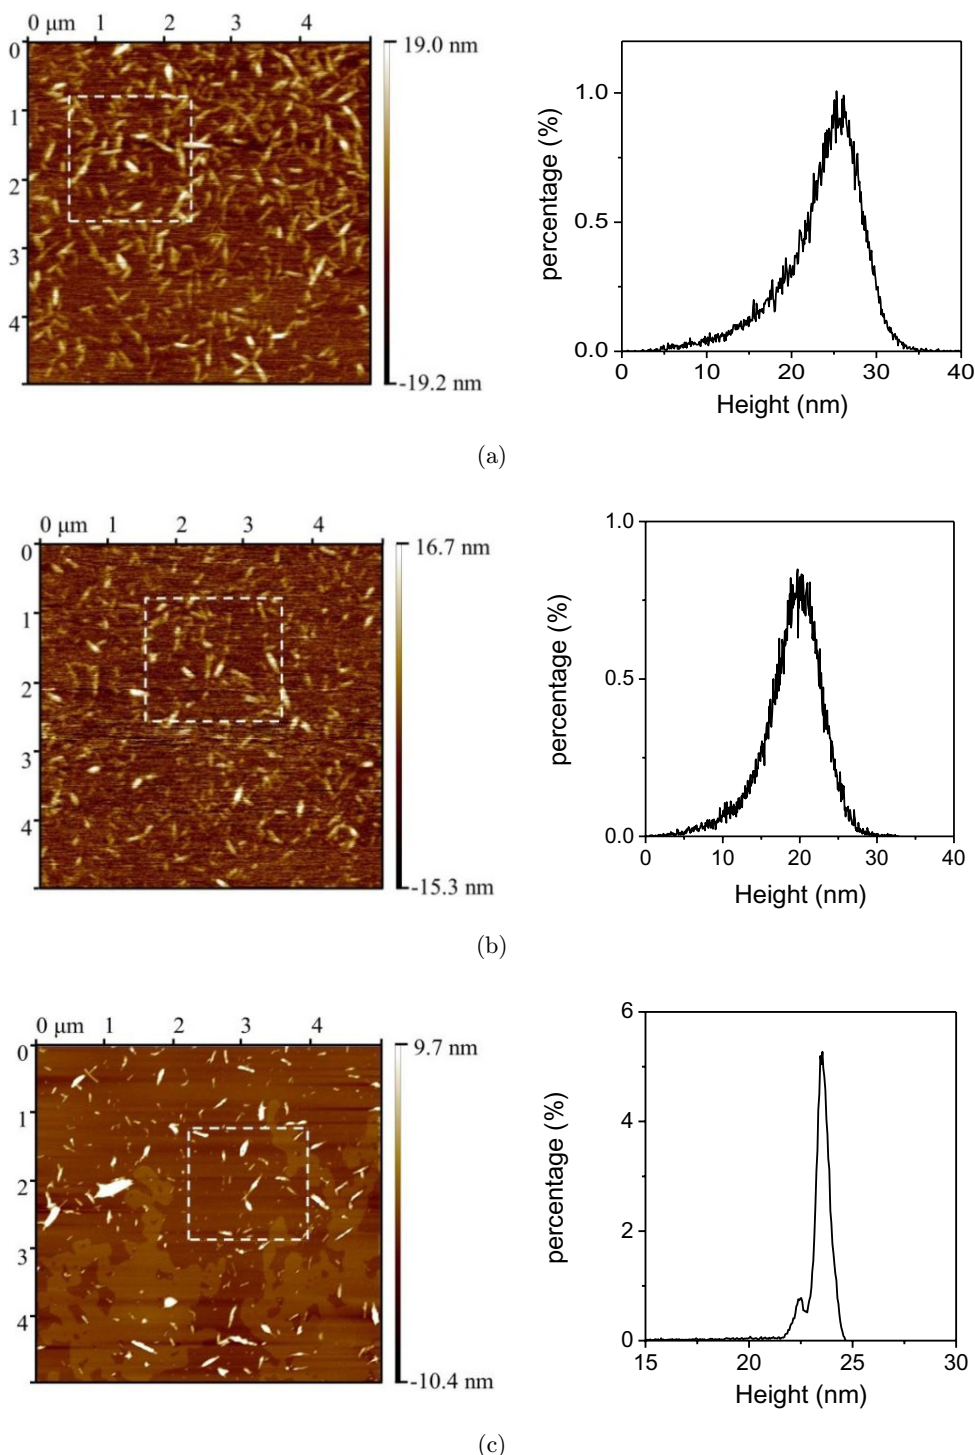 0 μm 1 2 3 4
0
1
2
3
4
19.0 nm
-19.2 nm
percentage (%)
1.0
0.5
0.0
0 10 20 30 40
Height (nm)
(a)
0 μm 1 2 3 4
0
1
2
3
4
16.7 nm
-15.3 nm
percentage (%)
1.0
0.5
0.0
0 10 20 30 40
Height (nm)
(b)
0 μm 1 2 3 4
0
1
2
3
4
9.7 nm
-10.4 nm
percentage (%)
6
4
2
0
15 20 25 30
Height (nm)
(c)